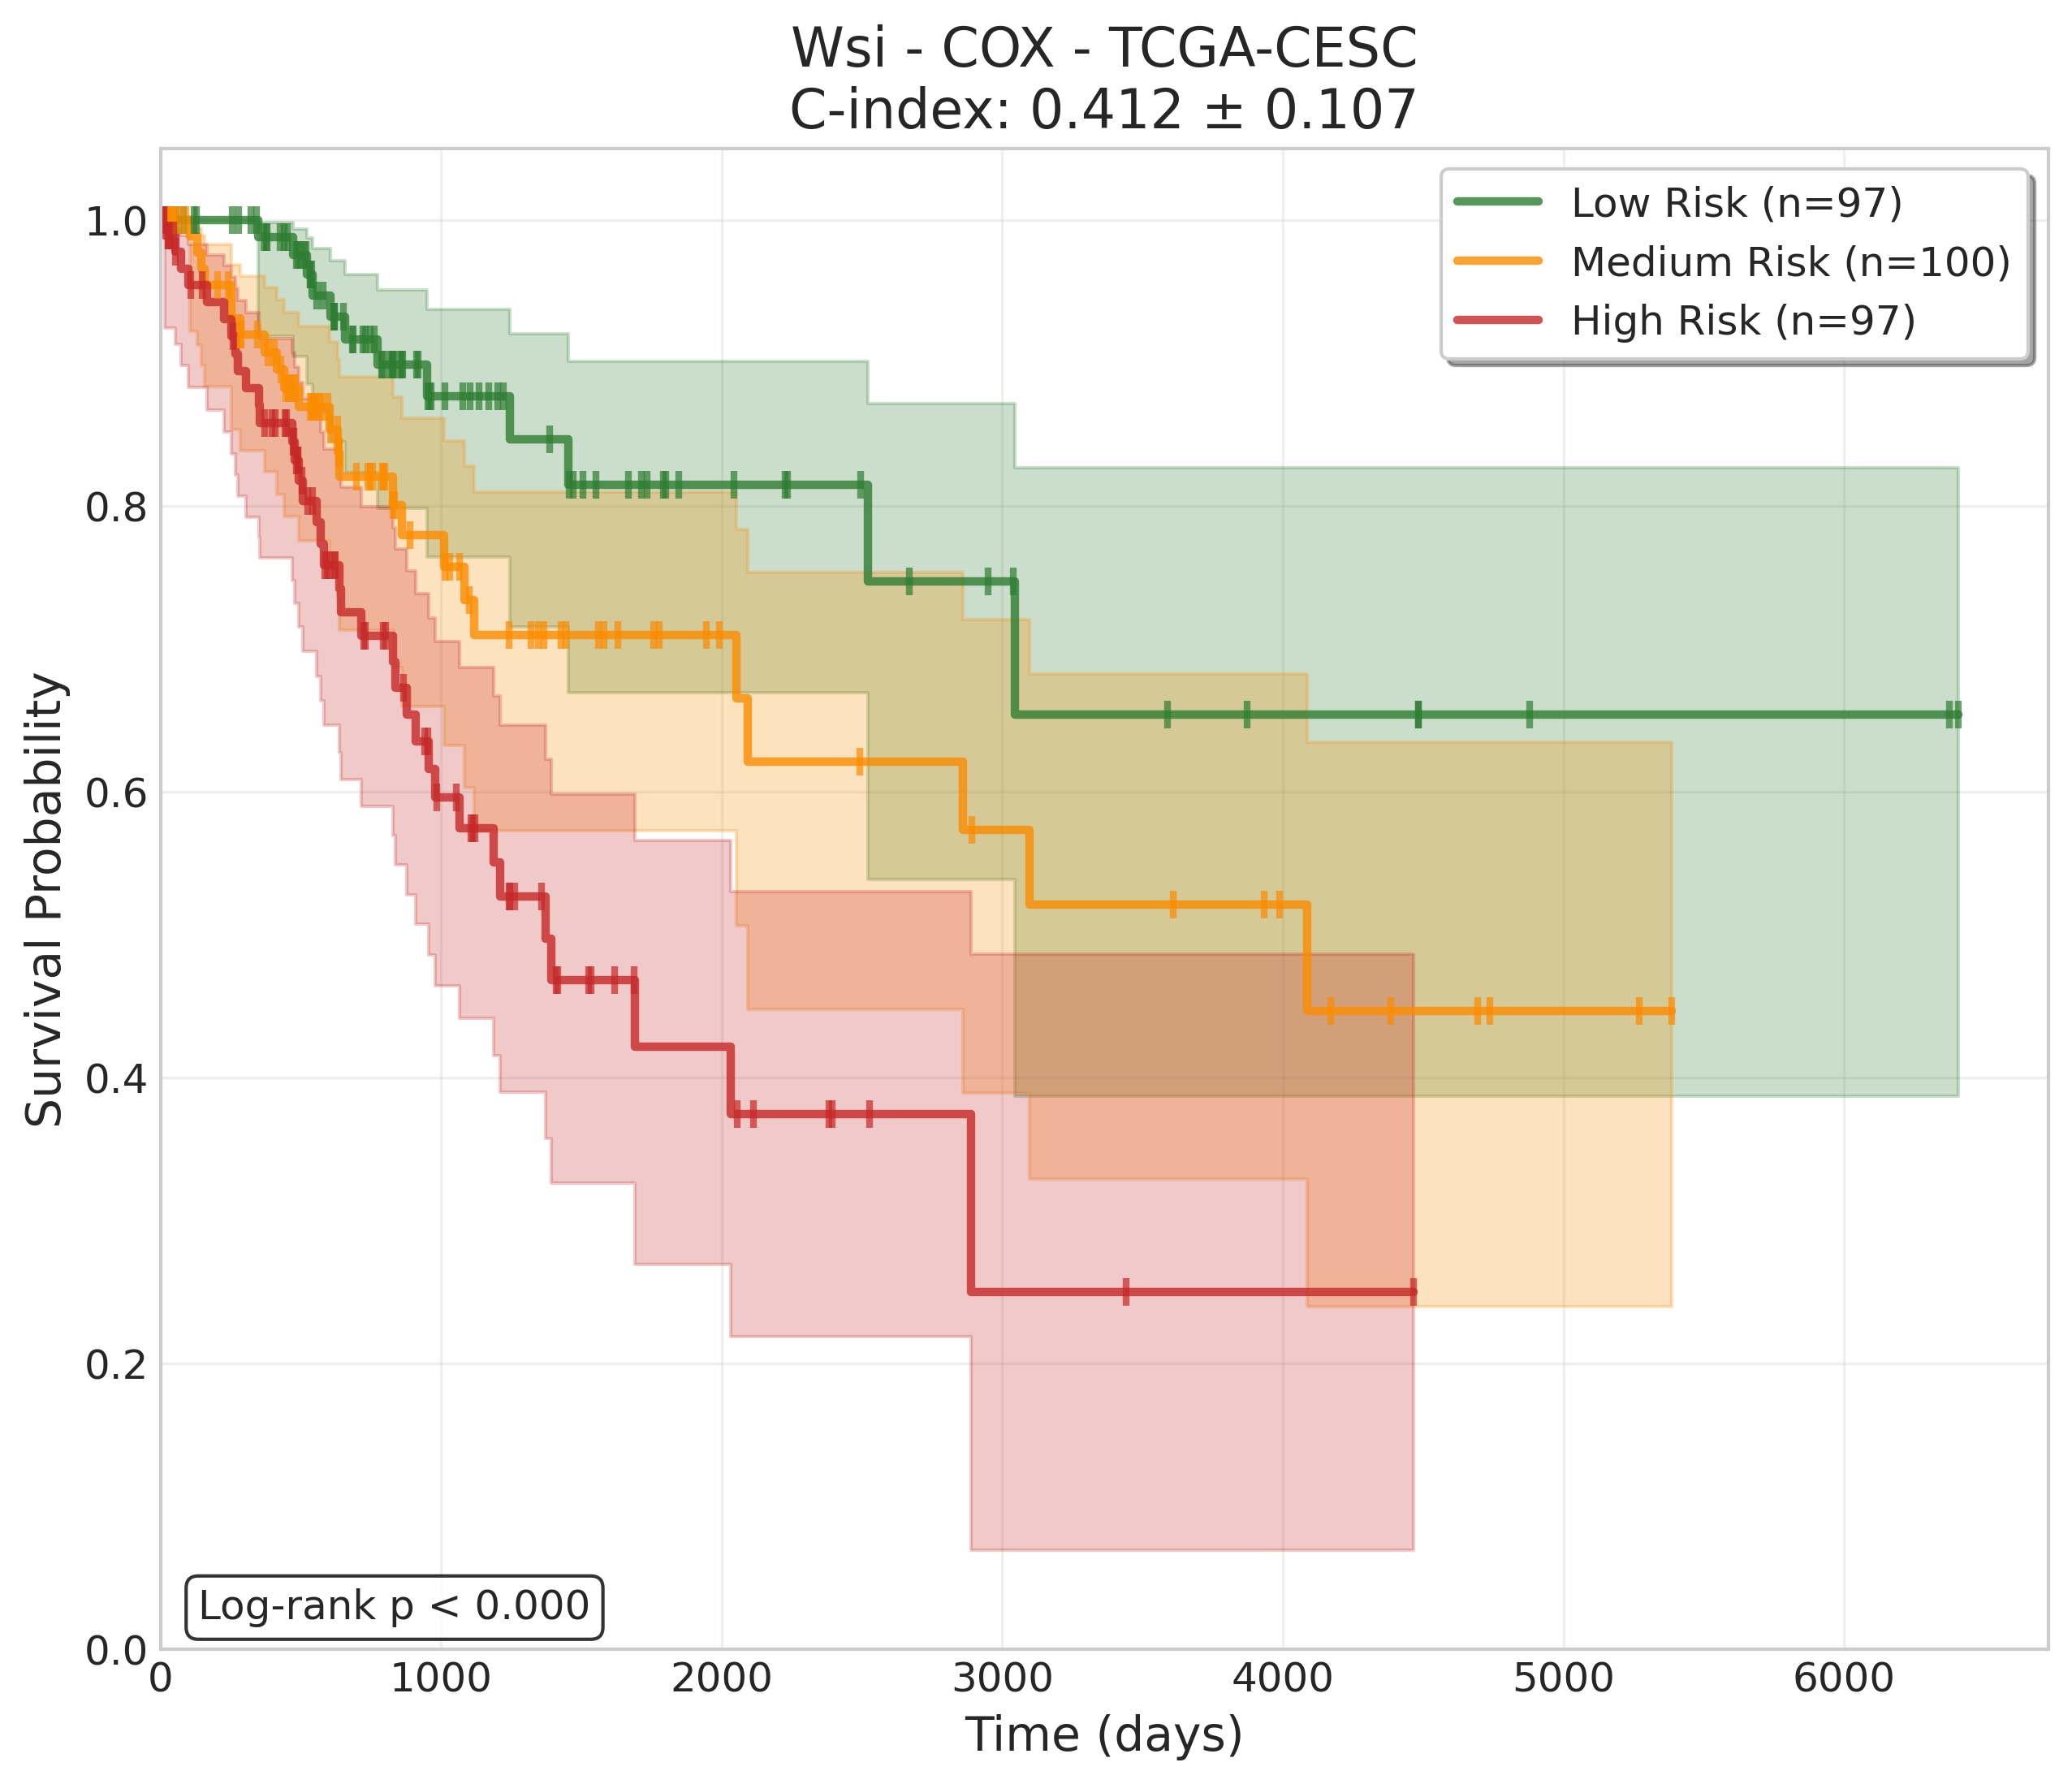 Wsi - COX - TCGA-CESC
C-index: 0.412 ± 0.107
Low Risk (n=97)
Medium Risk (n=100)
High Risk (n=97)
Survival Probability
1.0
0.8
0.6
0.4
0.2
0.0
Log-rank p < 0.000
0 1000 2000 3000 4000 5000 6000
Time (days)